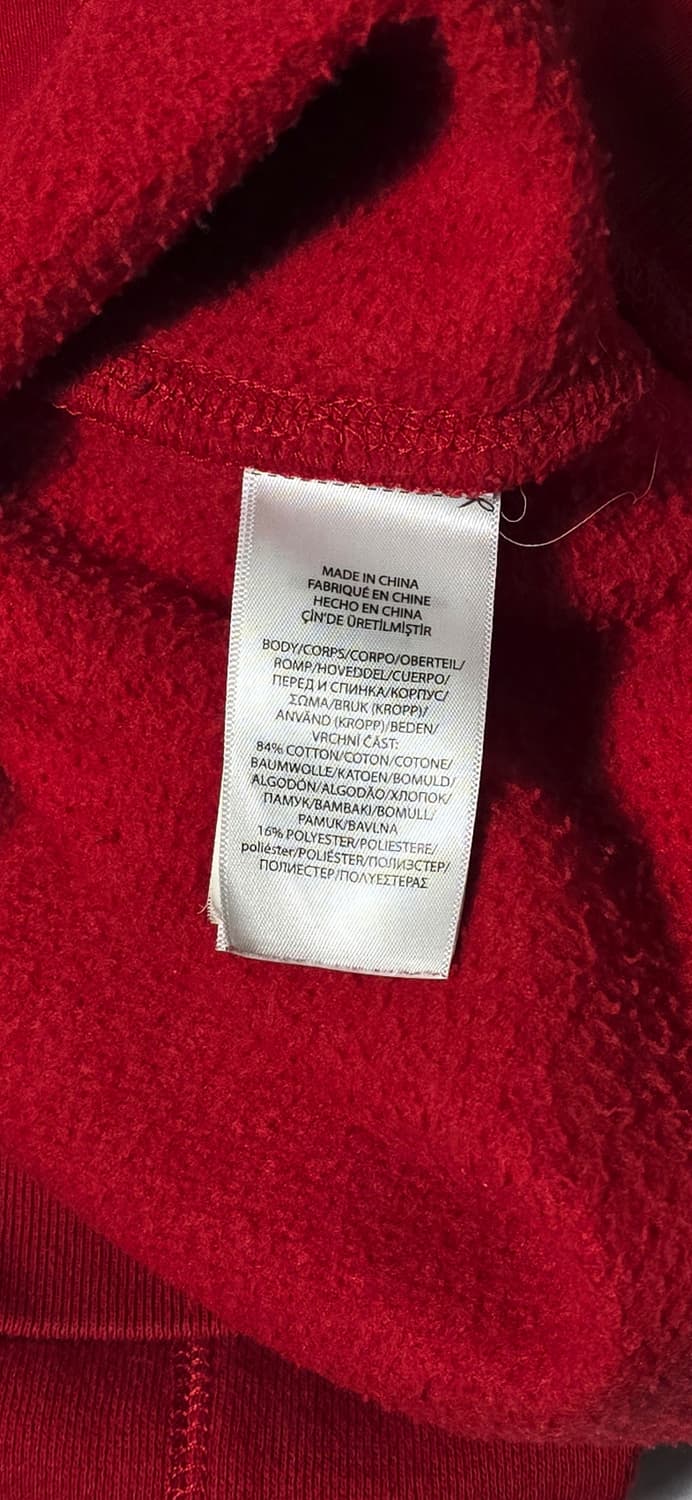 MADE IN CHINA
FABRIQUÉ EN CHINE
HECHO EN CHINA
ÇİN'DE ÜRETİLMİŞTİR
BODY/CORPS/CORPO/OBERTEIL/
ROMP/HOVEDDEL/CUERPO/
ПЕРЕД И СПИНКА/КОРПУС/
ΣΩΜΑ/BRUK (KROPP)/
ANVÄND (KROPP)/BEDEN/
VRCHNÍ ČÁST:
84% COTTON/COTON/COTONE/
BAUMWOLLE/KATOEN/BOMULD/
ALGODÓN/ALGODÃO/ХЛОПОК/
ПАМУК/BAMBAKI/BOMULL/
PAMUK/BAVLNA
16% POLYESTER/POLIESTERE/
poliéster/POLIÉSTER/ПОЛИЭСТЕР/
ПОЛИЕСТЕР/ΠΟΛΥΕΣΤΕΡΑΣ